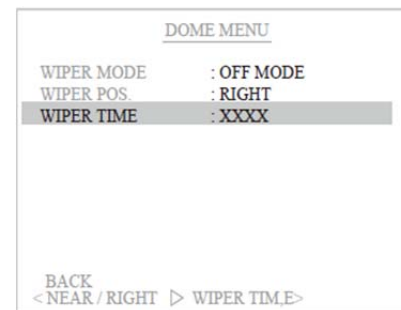 DOME MENU
WIPER MODE : OFF MODE
WIPER POS. : RIGHT
WIPER TIME : XXXX
BACK
< NEAR / RIGHT ▷ WIPER TIM,E>